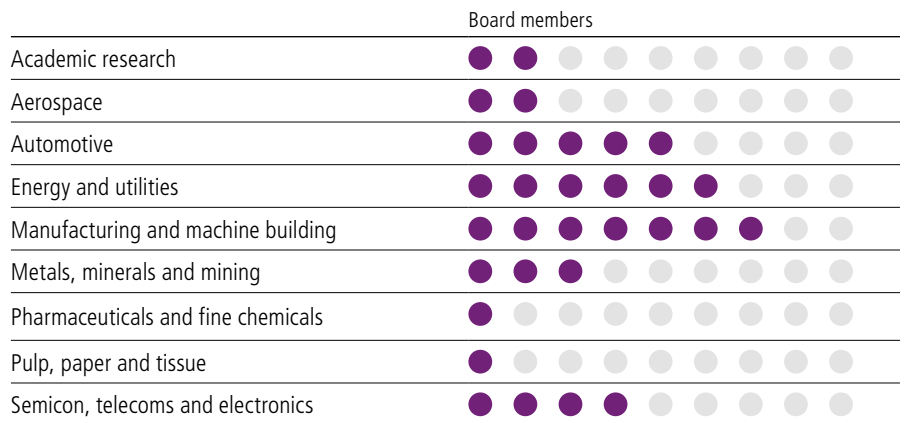 Board members
Academic research
Aerospace
Automotive
Energy and utilities
Manufacturing and machine building
Metals, minerals and mining
Pharmaceuticals and fine chemicals
Pulp, paper and tissue
Semicon, telecoms and electronics